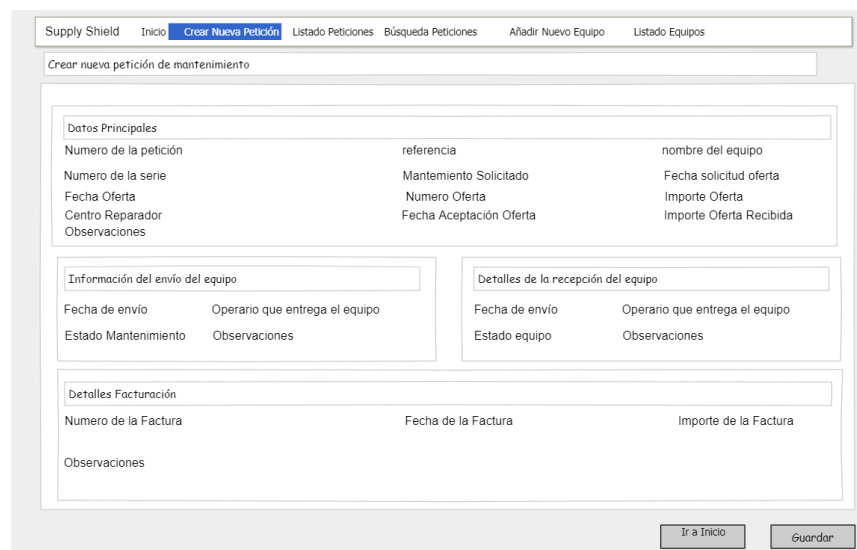 Supply Shield Inicio Crear Nueva Petición Listado Peticiones Búsqueda Peticiones Añadir Nuevo Equipo Listado Equipos
Crear nueva petición de mantenimiento
Datos Principales
Numero de la petición referencia nombre del equipo
Numero de la serie Mantemiento Solicitado Fecha solicitud oferta
Fecha Oferta Numero Oferta Importe Oferta
Centro Reparador Fecha Aceptación Oferta Importe Oferta Recibida
Observaciones
Información del envío del equipo
Fecha de envío Operario que entrega el equipo
Estado Mantenimiento Observaciones
Detalles de la recepción del equipo
Fecha de envío Operario que entrega el equipo
Estado equipo Observaciones
Detalles Facturación
Numero de la Factura Fecha de la Factura Importe de la Factura
Observaciones
Ir a Inicio Guardar